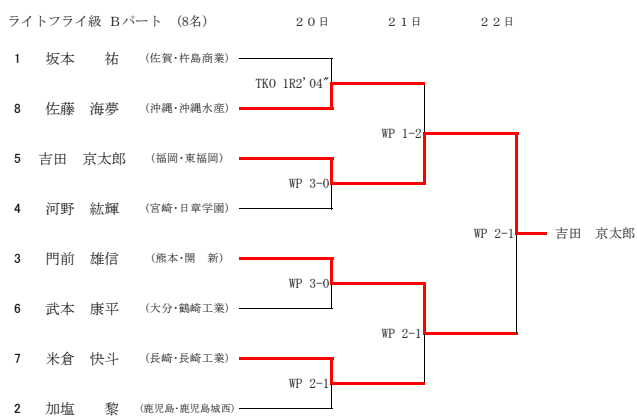 ライトフライ級 Bパート (8名) 20日 21日 22日
1 坂本 祐 (佐賀・杵島商業)
TKO 1R2'04"
8 佐藤 海夢 (沖縄・沖縄水産)
WP 1-2
5 吉田 京太郎 (福岡・東福岡)
WP 3-0
4 河野 紘輝 (宮崎・日章学園)
WP 2-1 吉田 京太郎
3 門前 雄信 (熊本・開 新)
WP 3-0
6 武本 康平 (大分・鶴崎工業)
WP 2-1
7 米倉 快斗 (長崎・長崎工業)
WP 2-1
2 加塩 黎 (鹿児島・鹿児島城西)